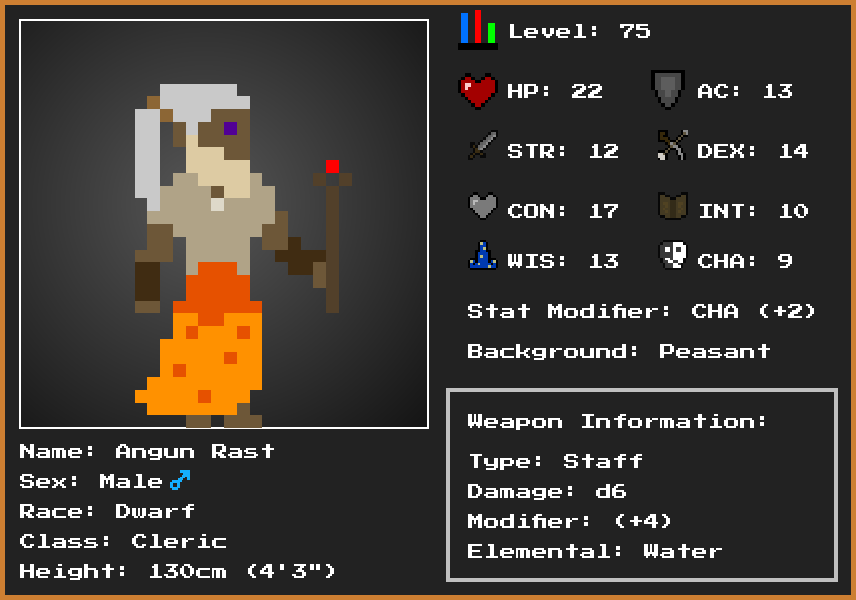 Level: 75
HP: 22 AC: 13
STR: 12 DEX: 14
CON: 17 INT: 10
WIS: 13 CHA: 9
Stat Modifier: CHA (+2)
Background: Peasant
Weapon Information:
Type: Staff
Damage: d6
Modifier: (+4)
Elemental: Water
Name: Angun Rast
Sex: Male♂
Race: Dwarf
Class: Cleric
Height: 130cm (4'3")